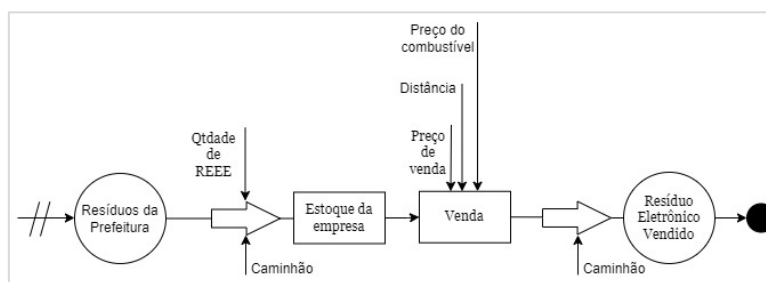 Preço do
combustível
Distância
Qtdade
de
REEE
Preço
de
venda
Resíduos da
Prefeitura
Estoque da
empresa
Venda
Resíduo
Eletrônico
Vendido
Caminhão
Caminhão